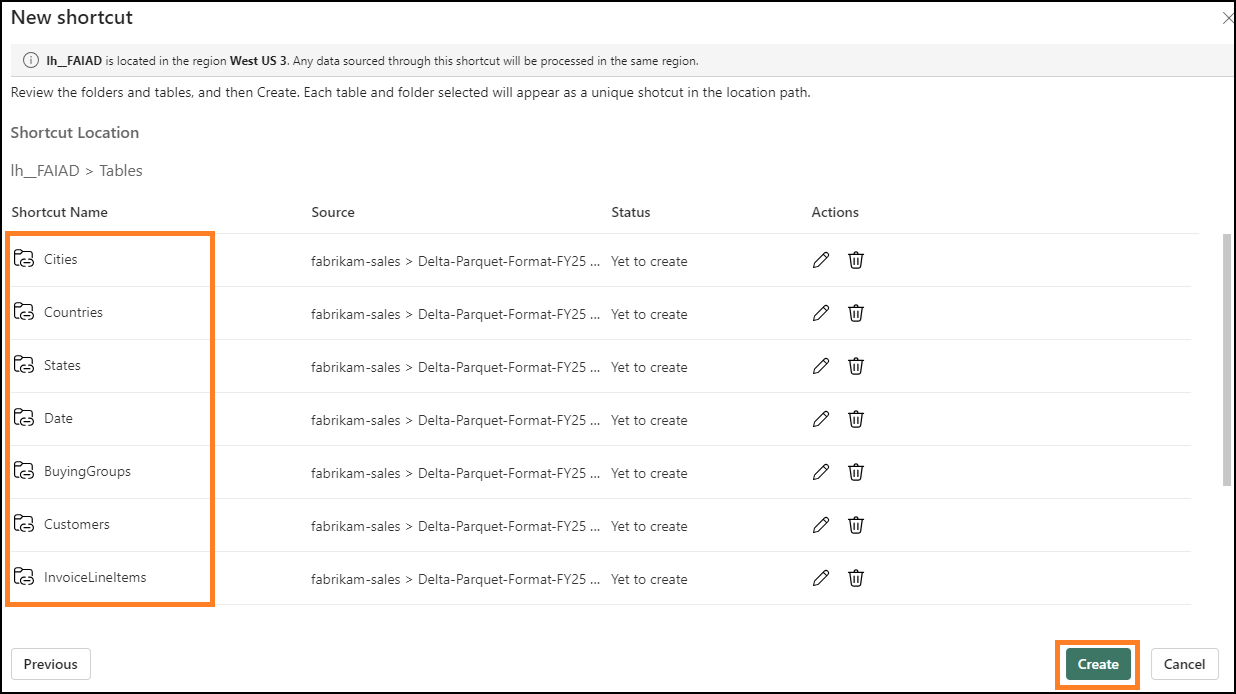 New shortcut
lh__FAIAD is located in the region West US 3. Any data sourced through this shortcut will be processed in the same region.
Review the folders and tables, and then Create. Each table and folder selected will appear as a unique shotcut in the location path.
Shortcut Location
lh__FAIAD > Tables
Shortcut Name Source Status Actions
Cities fabrikam-sales > Delta-Parquet-Format-FY25 ... Yet to create
Countries fabrikam-sales > Delta-Parquet-Format-FY25 ... Yet to create
States fabrikam-sales > Delta-Parquet-Format-FY25 ... Yet to create
Date fabrikam-sales > Delta-Parquet-Format-FY25 ... Yet to create
BuyingGroups fabrikam-sales > Delta-Parquet-Format-FY25 ... Yet to create
Customers fabrikam-sales > Delta-Parquet-Format-FY25 ... Yet to create
InvoiceLineItems fabrikam-sales > Delta-Parquet-Format-FY25 ... Yet to create
Previous Create Cancel